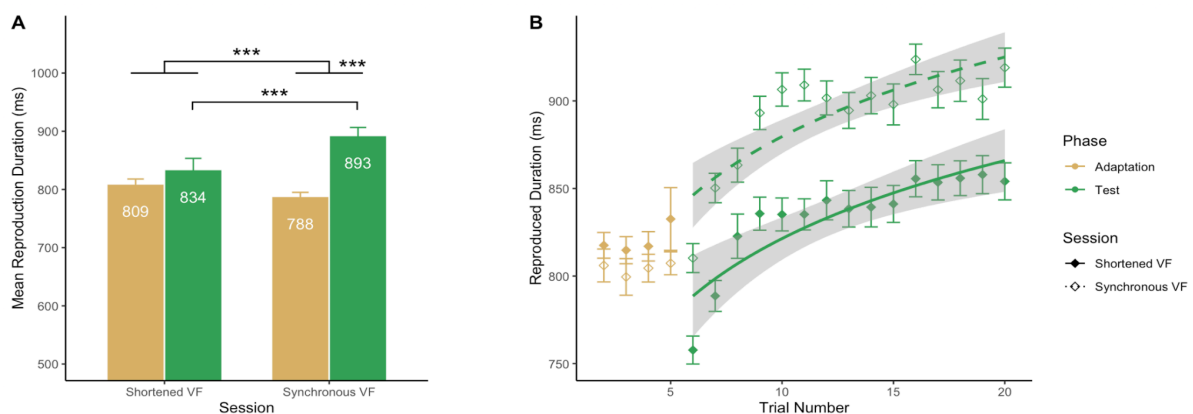 A
Mean Reproduction Duration (ms)
1000
900
800
700
600
500
***
***
***
809
834
788
893
Shortened VF
Synchronous VF
Session
B
Reproduced Duration (ms)
900
850
800
750
5
10
15
20
Trial Number
Phase
Adaptation
Test
Session
Shortened VF
Synchronous VF